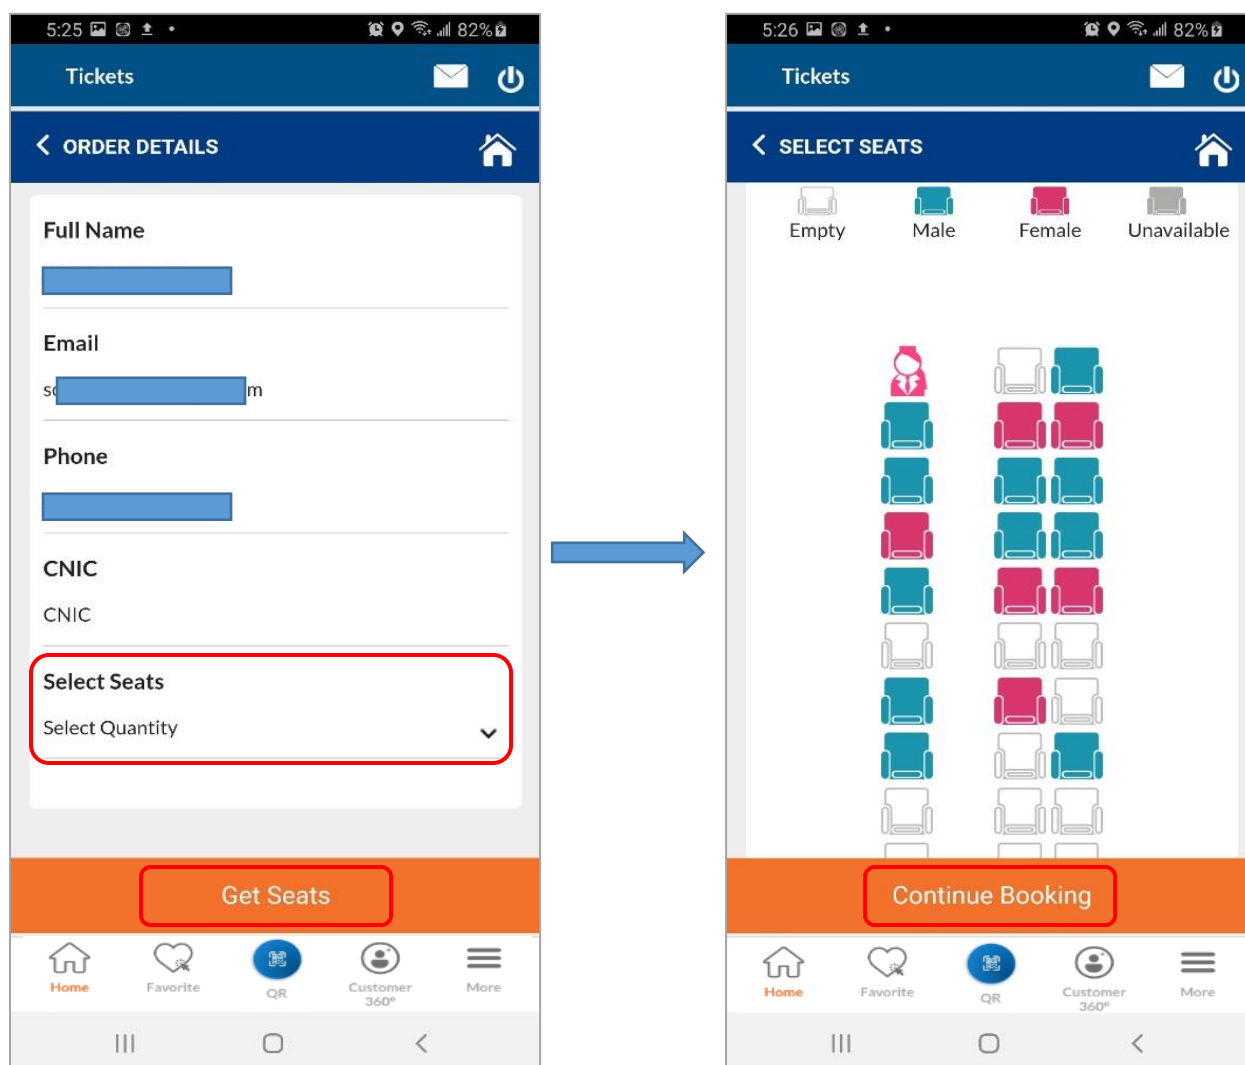 5:25
82%
Tickets
ORDER DETAILS
Full Name
Email
m
Phone
CNIC
CNIC
Select Seats
Select Quantity
Get Seats
Home
Favorite
QR
Customer
360°
More
5:26
82%
Tickets
SELECT SEATS
Empty
Male
Female
Unavailable
Continue Booking
Home
Favorite
QR
Customer
360°
More